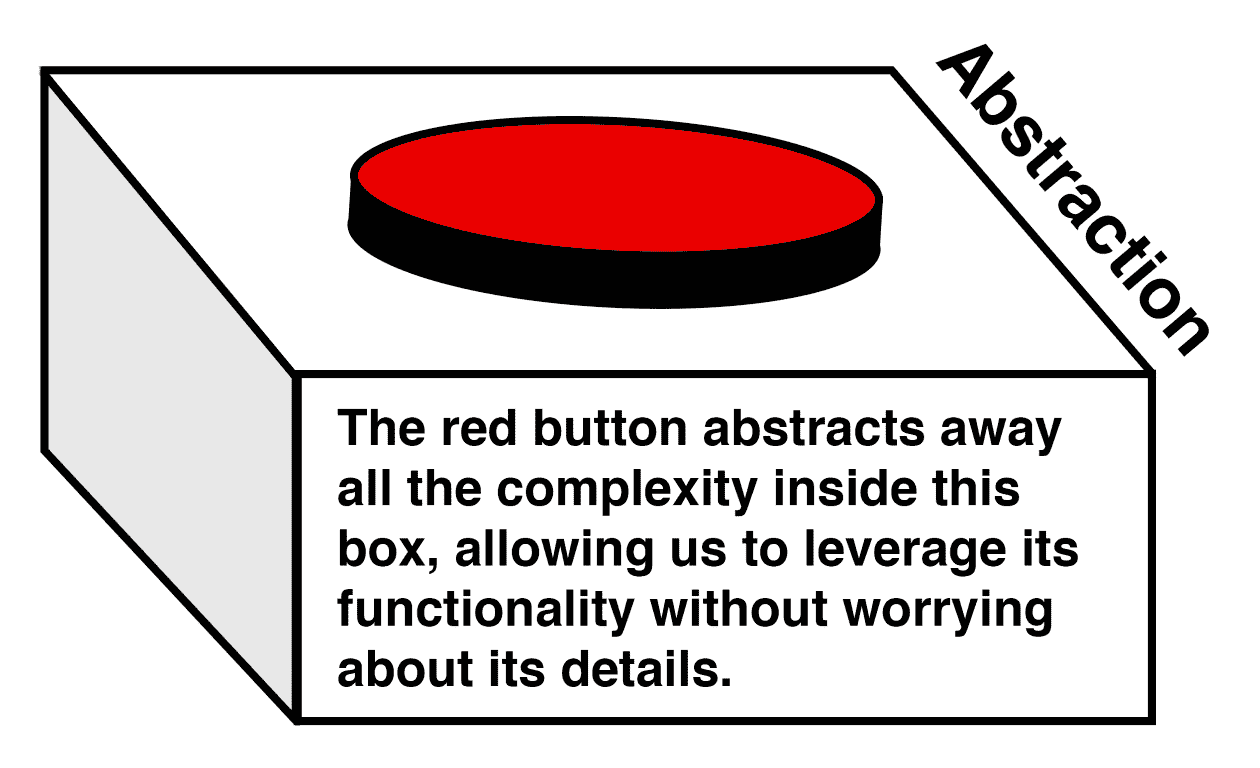 Abstraction
The red button abstracts away
all the complexity inside this
box, allowing us to leverage its
functionality without worrying
about its details.